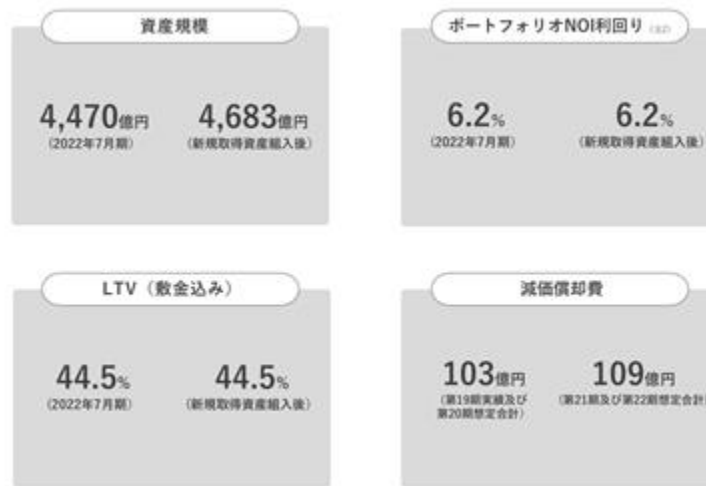 資産規模
4,470億円
(2022年7月期)
4,683億円
(新規取得資産組入後)
ポートフォリオNOI利回り
6.2%
(2022年7月期)
6.2%
(新規取得資産組入後)
LTV（敷金込み）
44.5%
(2022年7月期)
44.5%
(新規取得資産組入後)
減価償却費
103億円
(第19期実績及び
第20期想定合計)
109億円
(第21期及び第22期想定合計